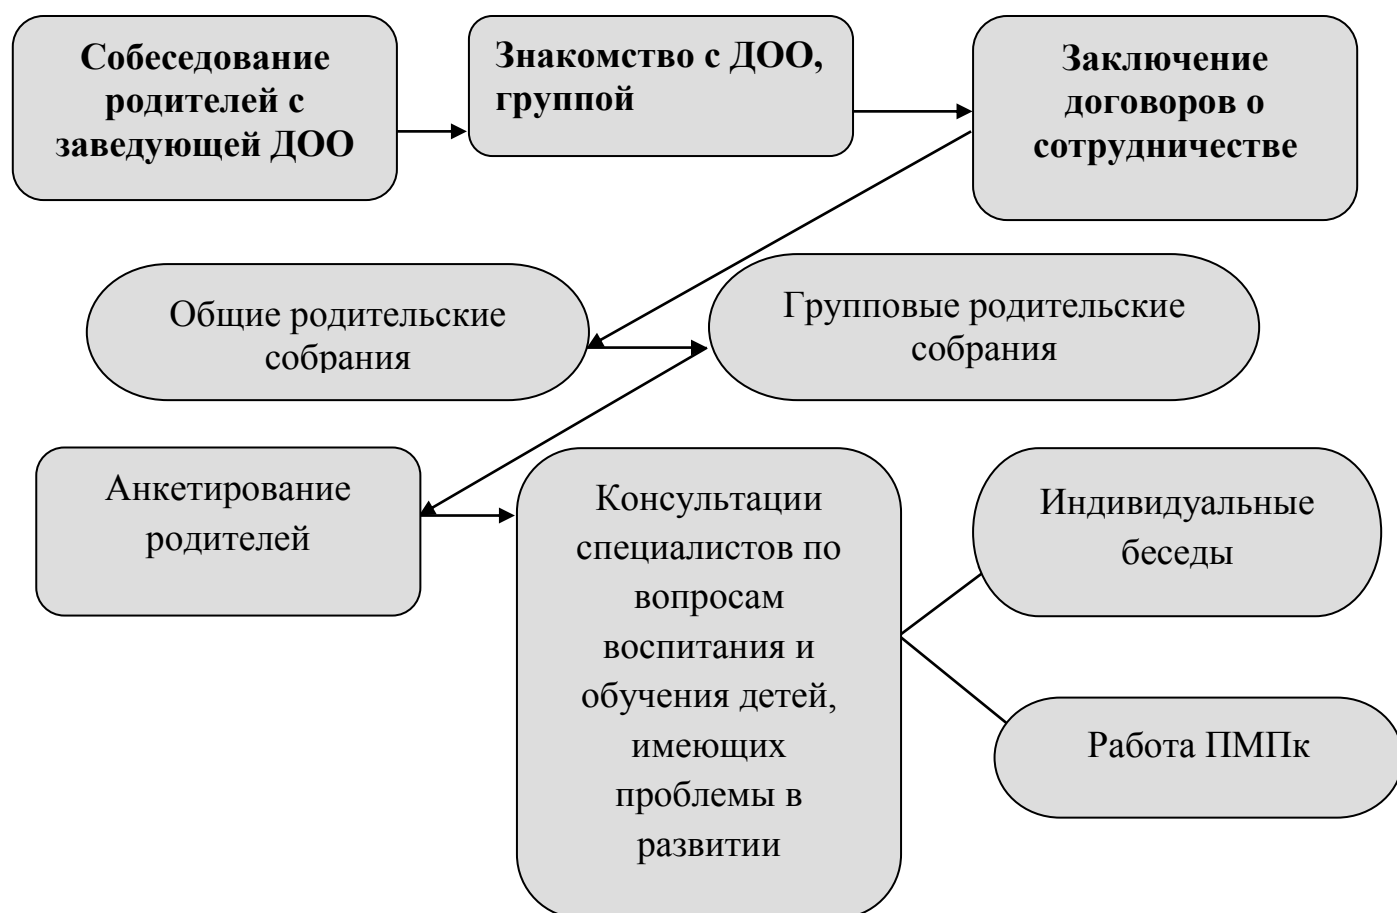 Собеседование
родителей с
заведующей ДОО
Знакомство с ДОО,
группой
Заключение
договоров о
сотрудничестве
Общие родительские
собрания
Групповые родительские
собрания
Анкетирование
родителей
Консультации
специалистов по
вопросам
воспитания и
обучения детей,
имеющих
проблемы в
развитии
Индивидуальные
беседы
Работа ПМПк